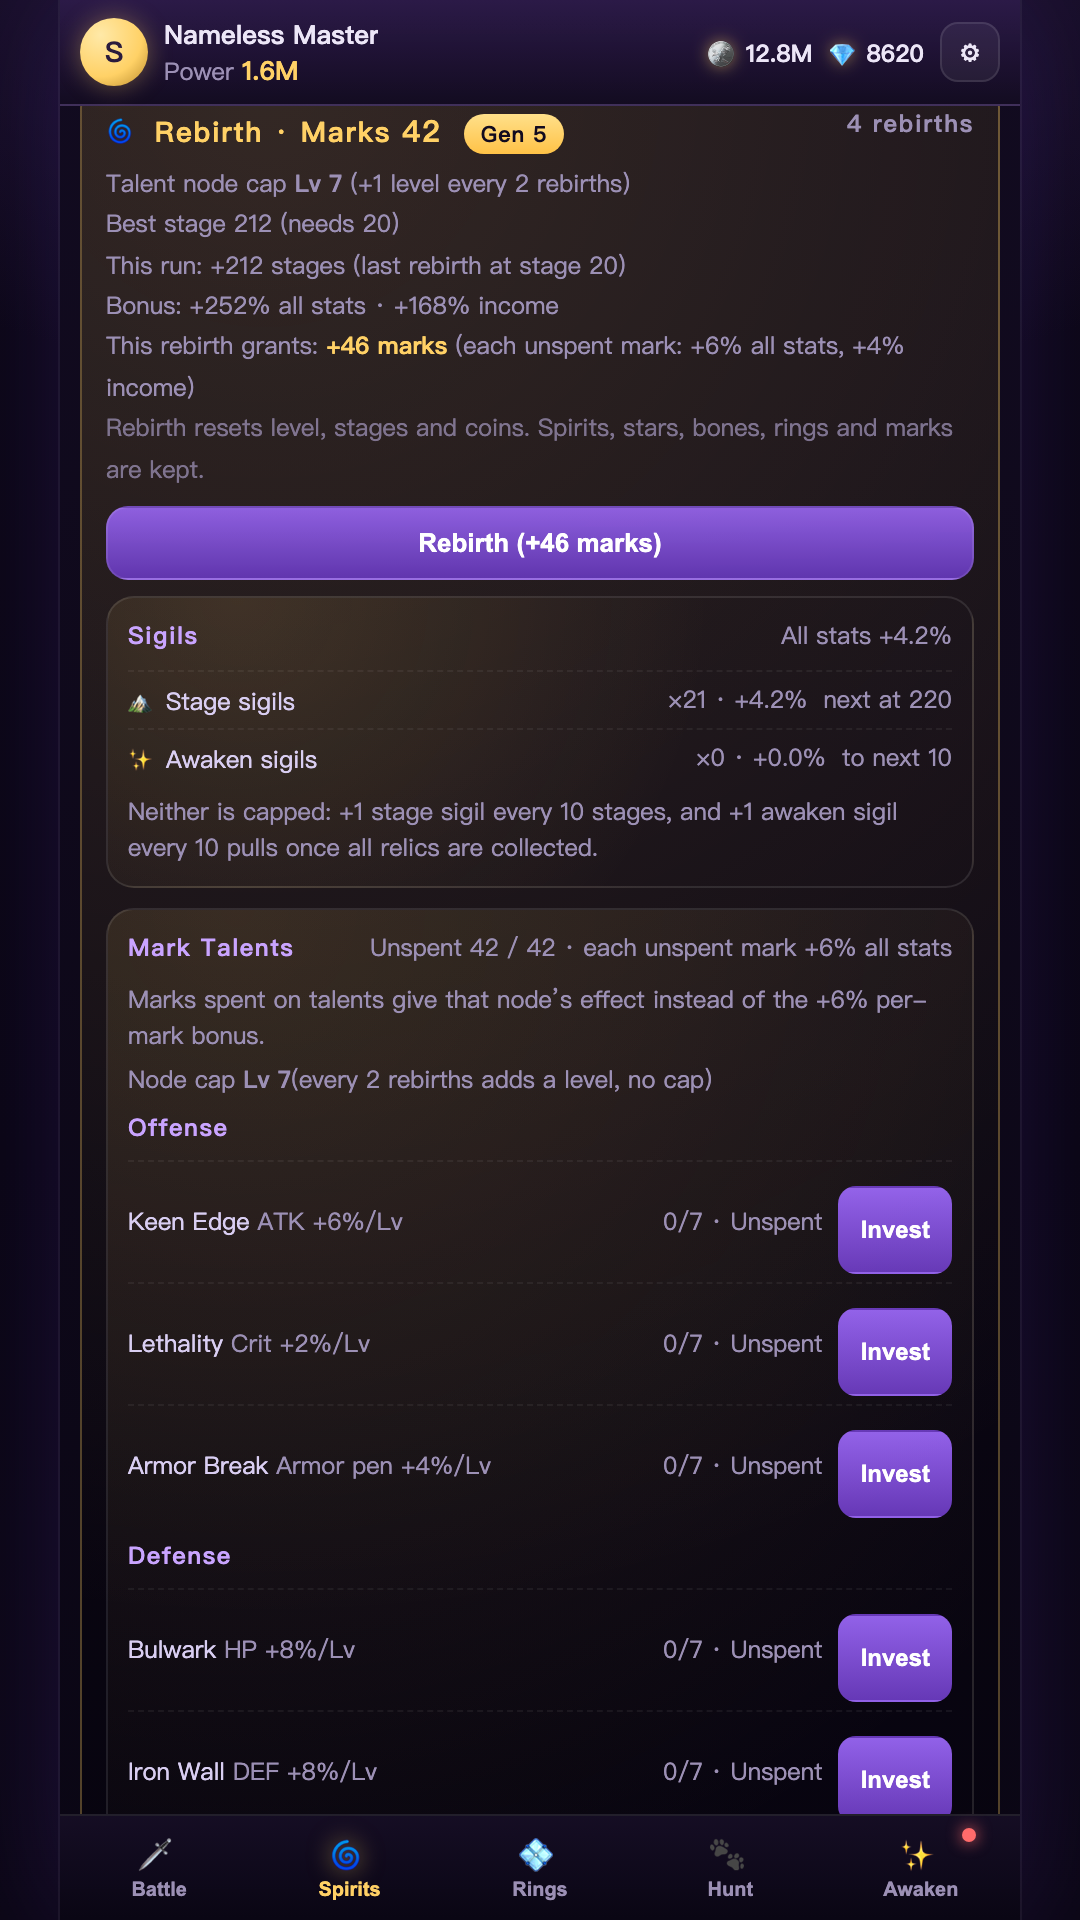 S
Nameless Master
Power 1.6M
12.8M
8620
Rebirth · Marks 42
Gen 5
4 rebirths
Talent node cap Lv 7 (+1 level every 2 rebirths)
Best stage 212 (needs 20)
This run: +212 stages (last rebirth at stage 20)
Bonus: +252% all stats · +168% income
This rebirth grants: +46 marks (each unspent mark: +6% all stats, +4%
income)
Rebirth resets level, stages and coins. Spirits, stars, bones, rings and marks
are kept.
Rebirth (+46 marks)
Sigils
All stats +4.2%
Stage sigils
×21 · +4.2% next at 220
Awaken sigils
×0 · +0.0% to next 10
Neither is capped: +1 stage sigil every 10 stages, and +1 awaken sigil
every 10 pulls once all relics are collected.
Mark Talents
Unspent 42 / 42 · each unspent mark +6% all stats
Marks spent on talents give that node's effect instead of the +6% per-
mark bonus.
Node cap Lv 7(every 2 rebirths adds a level, no cap)
Offense
Keen Edge ATK +6%/Lv
0/7 · Unspent
Invest
Lethality Crit +2%/Lv
0/7 · Unspent
Invest
Armor Break Armor pen +4%/Lv
0/7 · Unspent
Invest
Defense
Bulwark HP +8%/Lv
0/7 · Unspent
Invest
Iron Wall DEF +8%/Lv
0/7 · Unspent
Invest
Battle
Spirits
Rings
Hunt
Awaken